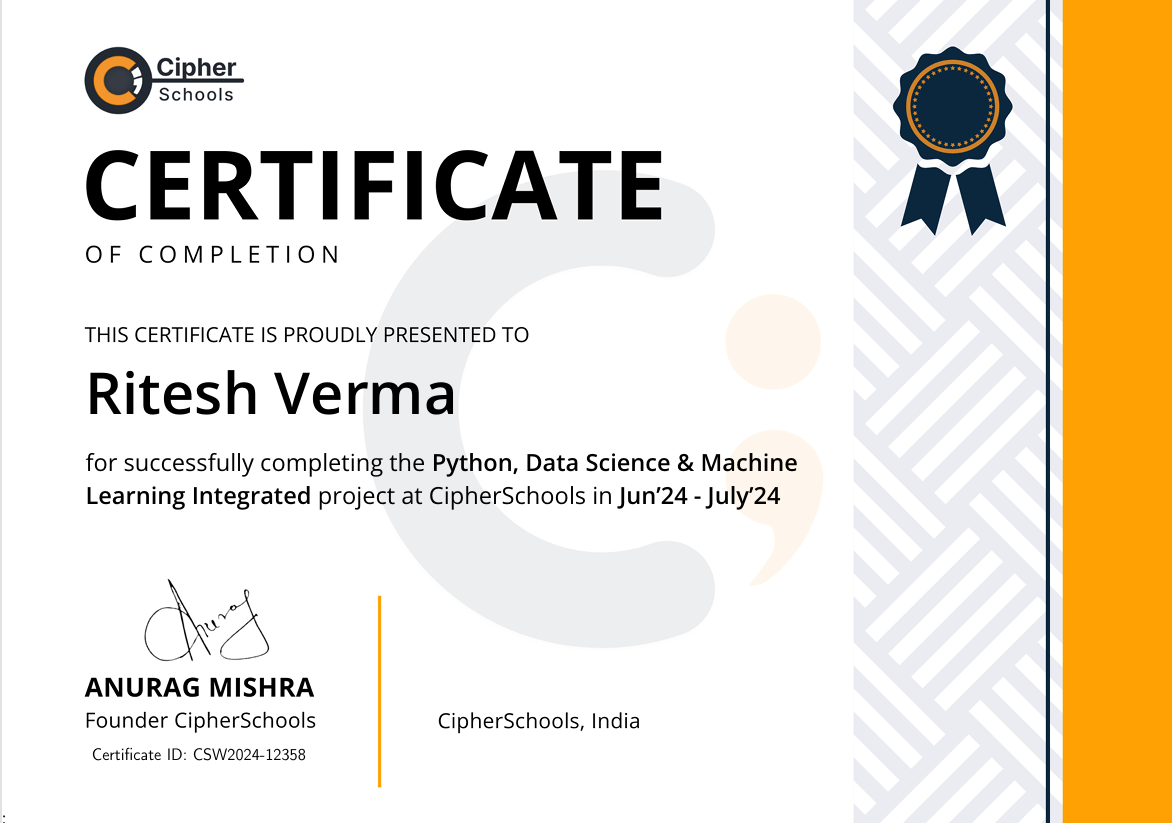 Cipher
Schools
CERTIFICATE
OF COMPLETION
THIS CERTIFICATE IS PROUDLY PRESENTED TO
Ritesh Verma
for successfully completing the Python, Data Science & Machine
Learning Integrated project at CipherSchools in Jun’24 - July’24
Anurag
ANURAG MISHRA
Founder CipherSchools
CipherSchools, India
Certificate ID: CSW2024-12358
: